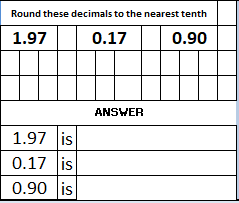 Round these decimals to the nearest tenth
1.97 0.17 0.90
ANSWER
1.97 is
0.17 is
0.90 is